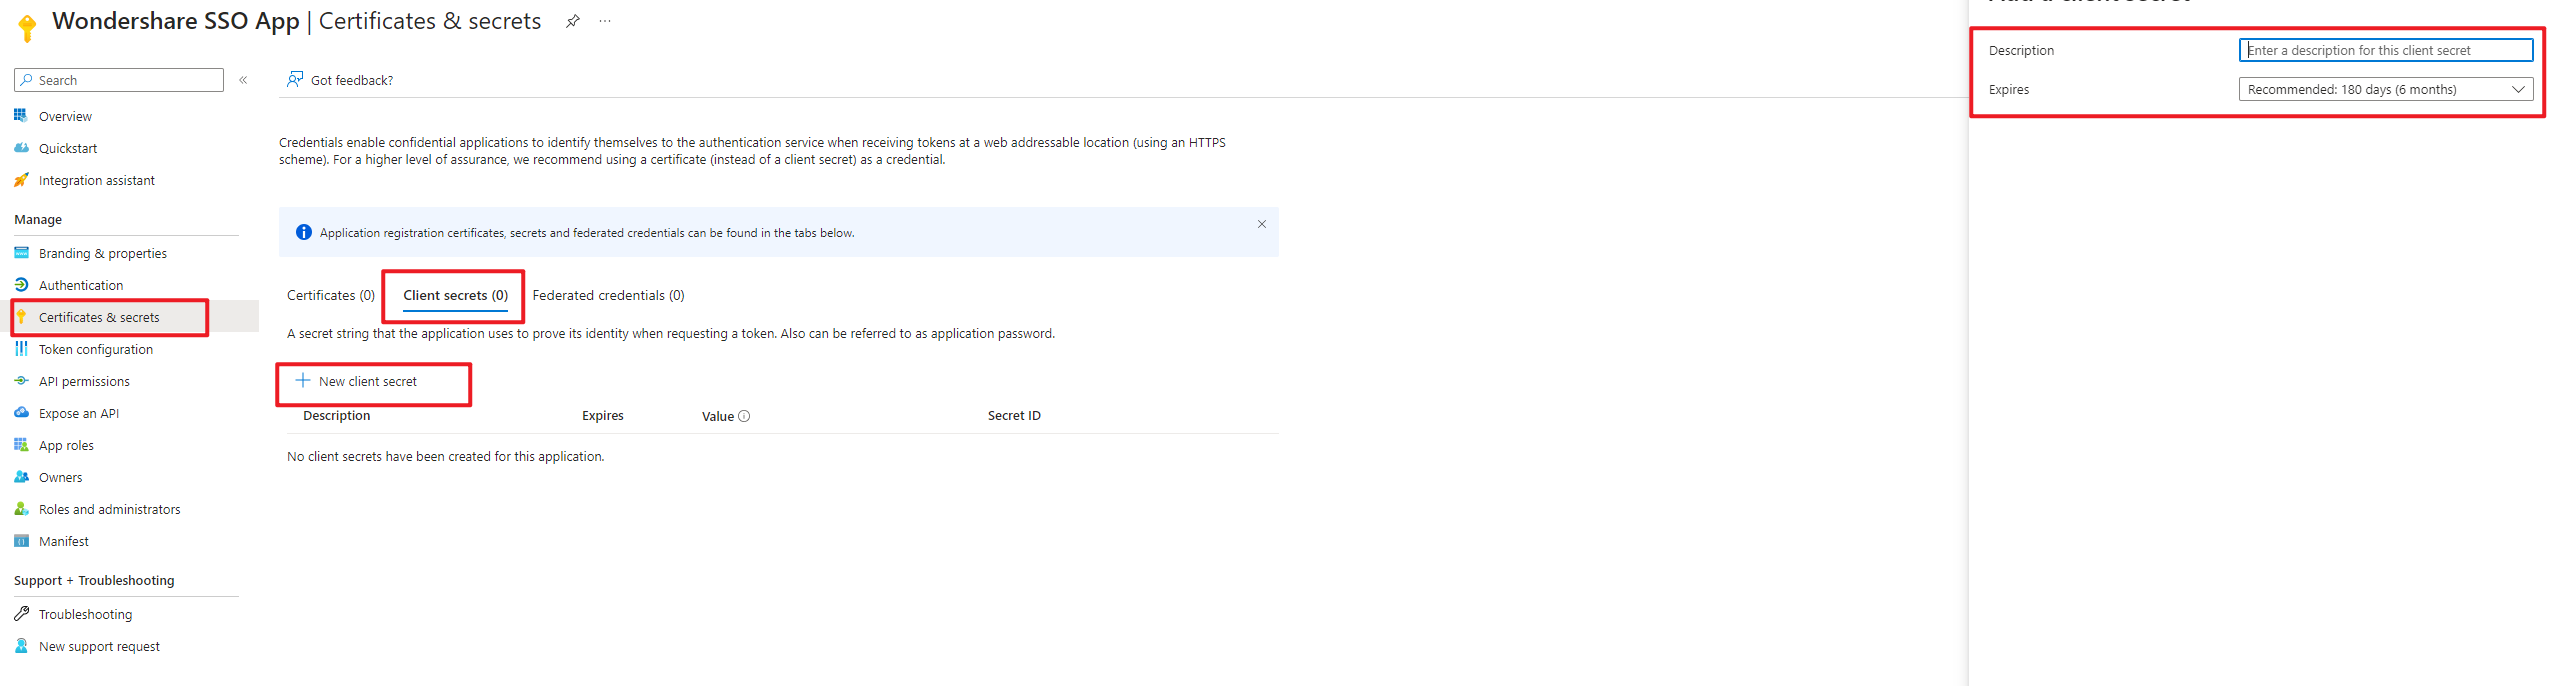 Wondershare SSO App | Certificates & secrets
Search
Overview
Quickstart
Integration assistant
Manage
Branding & properties
Authentication
Certificates & secrets
Token configuration
API permissions
Expose an API
App roles
Owners
Roles and administrators
Manifest
Support + Troubleshooting
Troubleshooting
New support request
Got feedback?
Credentials enable confidential applications to identify themselves to the authentication service when receiving tokens at a web addressable location (using an HTTPS
scheme). For a higher level of assurance, we recommend using a certificate (instead of a client secret) as a credential.
Application registration certificates, secrets and federated credentials can be found in the tabs below.
Certificates (0) Client secrets (0) Federated credentials (0)
A secret string that the application uses to prove its identity when requesting a token. Also can be referred to as application password.
New client secret
Description Expires Value Secret ID
No client secrets have been created for this application.
Add a client secret
Description Enter a description for this client secret
Expires Recommended: 180 days (6 months)